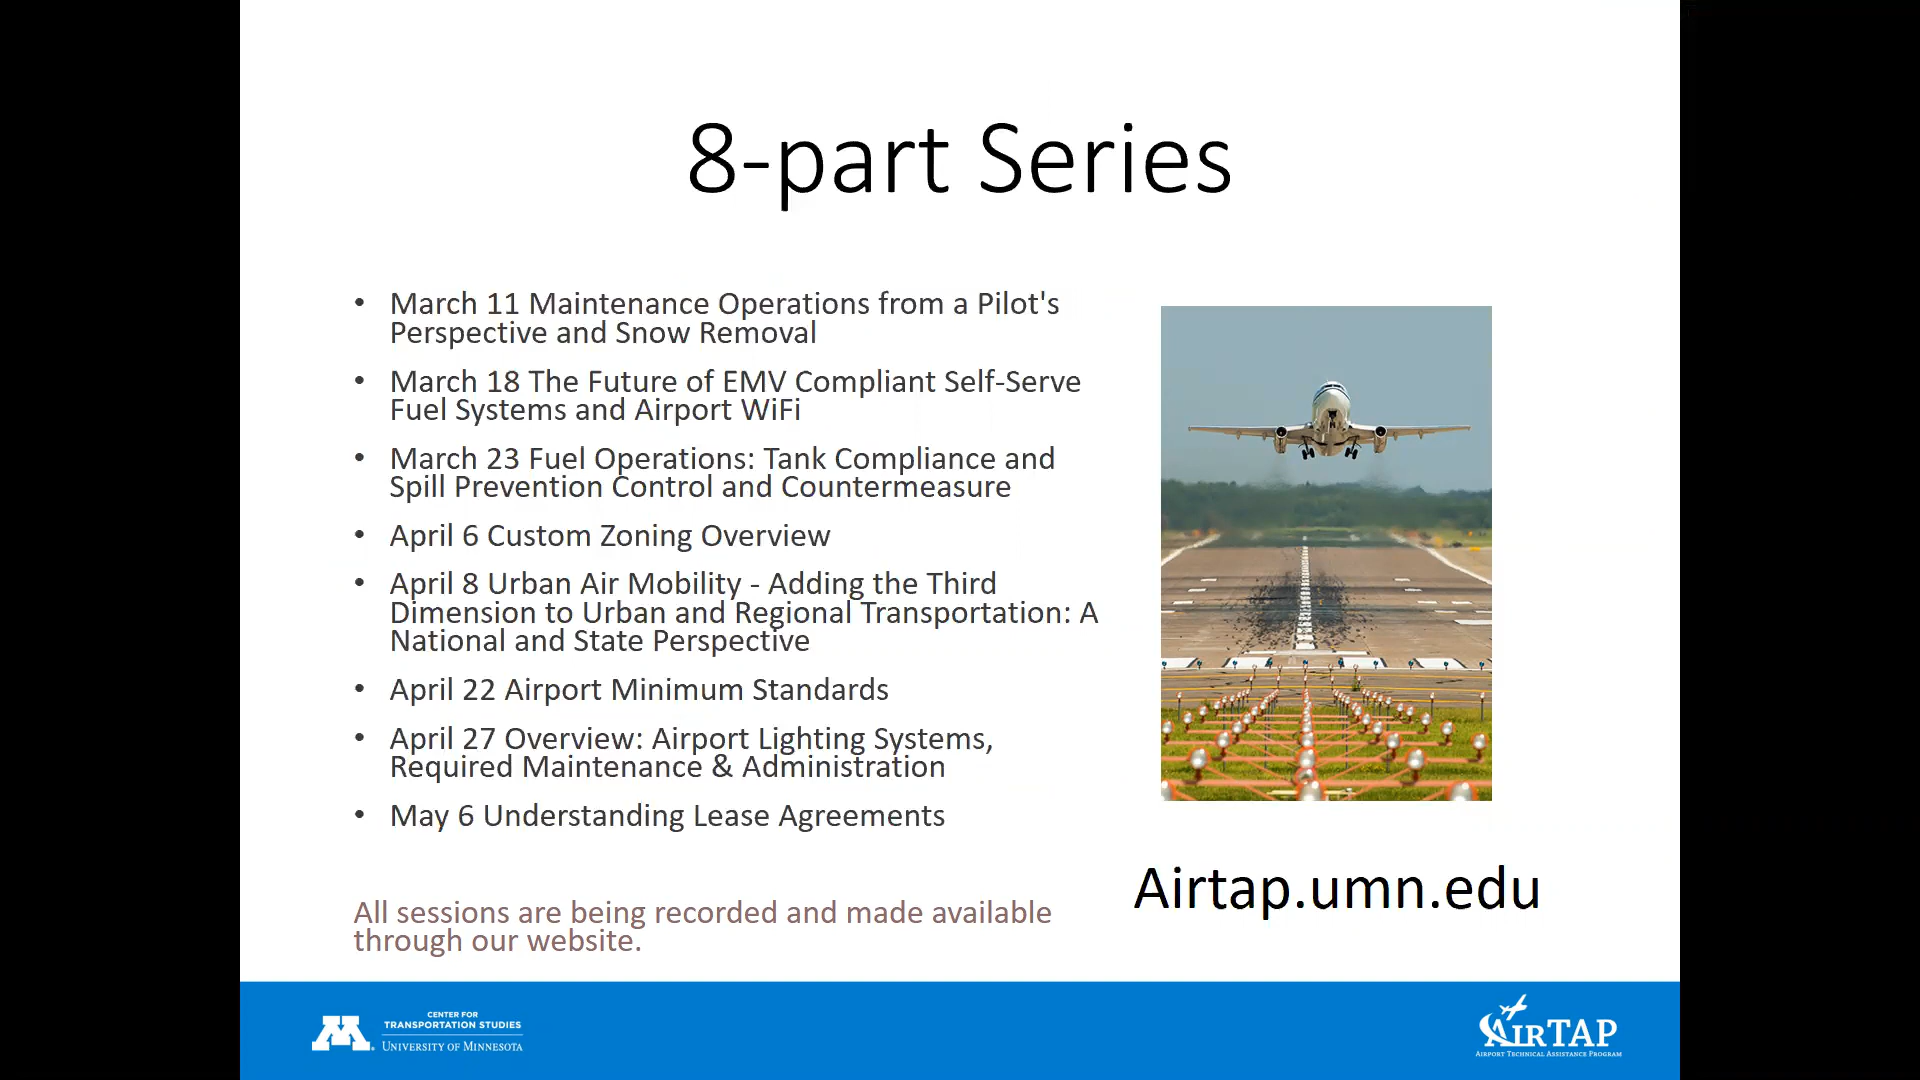 8-part Series
• March 11 Maintenance Operations from a Pilot's
Perspective and Snow Removal
• March 18 The Future of EMV Compliant Self-Serve
Fuel Systems and Airport WiFi
• March 23 Fuel Operations: Tank Compliance and
Spill Prevention Control and Countermeasure
• April 6 Custom Zoning Overview
• April 8 Urban Air Mobility - Adding the Third
Dimension to Urban and Regional Transportation: A
National and State Perspective
• April 22 Airport Minimum Standards
• April 27 Overview: Airport Lighting Systems,
Required Maintenance & Administration
• May 6 Understanding Lease Agreements
All sessions are being recorded and made available
through our website.
Airtap.umn.edu
M
CENTER FOR
TRANSPORTATION STUDIES
UNIVERSITY OF MINNESOTA
AIRTAP
AIRPORT TECHNICAL ASSISTANCE PROGRAM